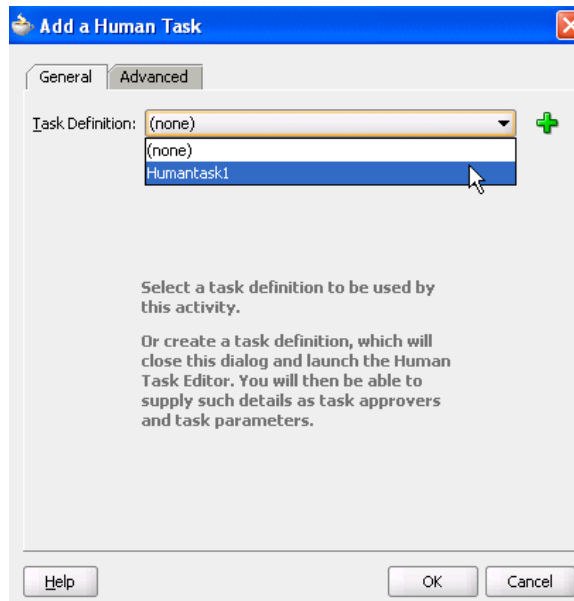 Add a Human Task
General Advanced
Task Definition: (none)
(none)
Humantask1
Select a task definition to be used by
this activity.
Or create a task definition, which will
close this dialog and launch the Human
Task Editor. You will then be able to
supply such details as task approvers
and task parameters.
Help OK Cancel